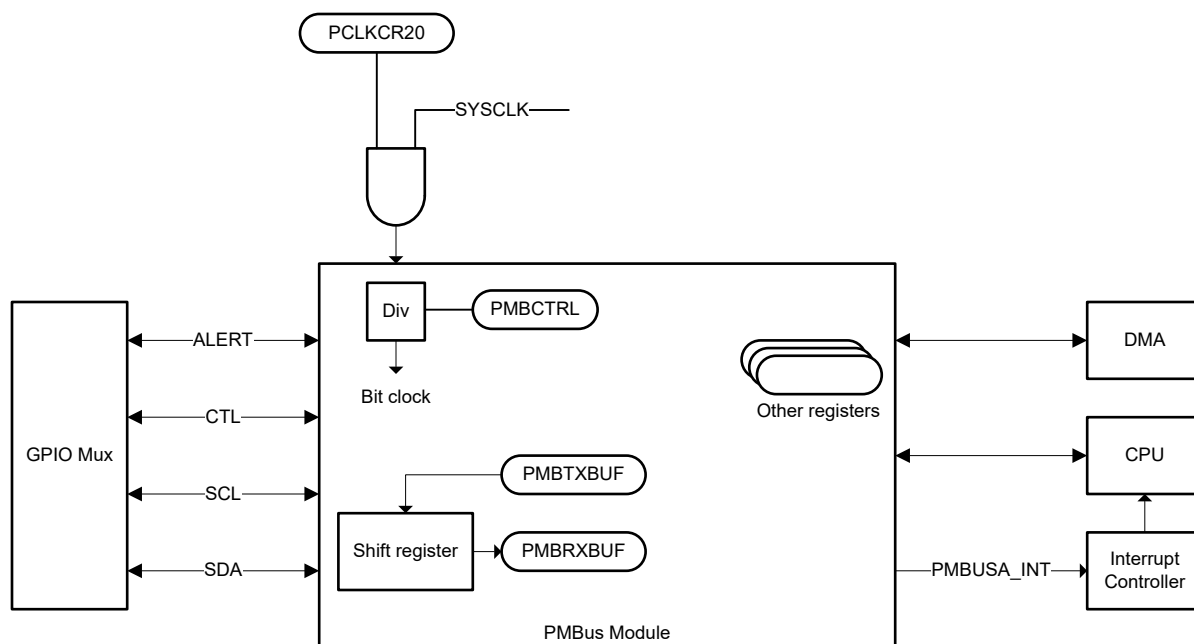 PCLKCR20
SYSCLK
Div
PMBCTRL
Bit clock
ALERT
CTL
GPIO Mux
SCL
SDA
Other registers
DMA
CPU
PMBTXBUF
Shift register
PMBRXBUF
PMBUSA_INT
Interrupt
Controller
PMBus Module